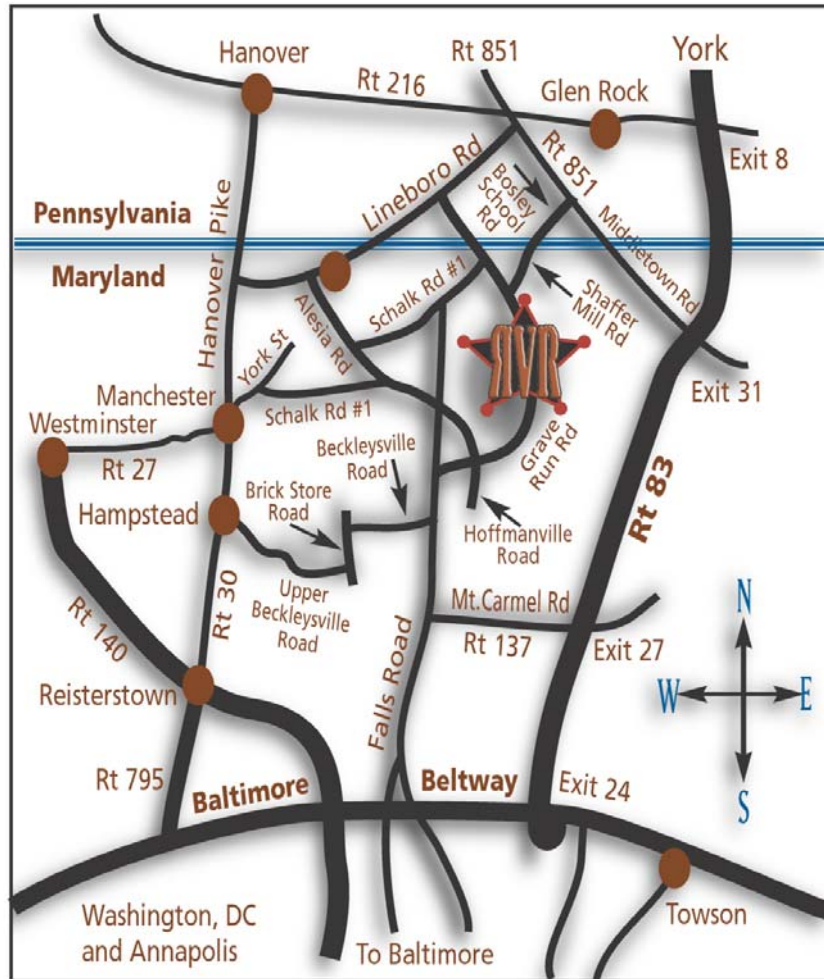 Hanover
Rt 851
York
Rt 216
Glen Rock
Exit 8
Rt 851
Lineboro Rd
Bosley
School
Rd
Pennsylvania
Maryland
Hanover Pike
Middletown Rd
Shaffer
Mill Rd
Alesia Rd
Schalk Rd #1
York St
RVR
Exit 31
Manchester
Westminster
Schalk Rd #1
Rt 27
Beckleysville
Road
Grave
Run Rd
Rt 83
Hampstead
Brick Store
Road
Hoffmanville
Road
Upper
Beckleysville
Road
Rt 30
Mt.Carmel Rd
Rt 137
Exit 27
Rt 140
Reisterstown
Falls Road
N
W
E
S
Rt 795
Baltimore
Beltway
Exit 24
Washington, DC
and Annapolis
To Baltimore
Towson